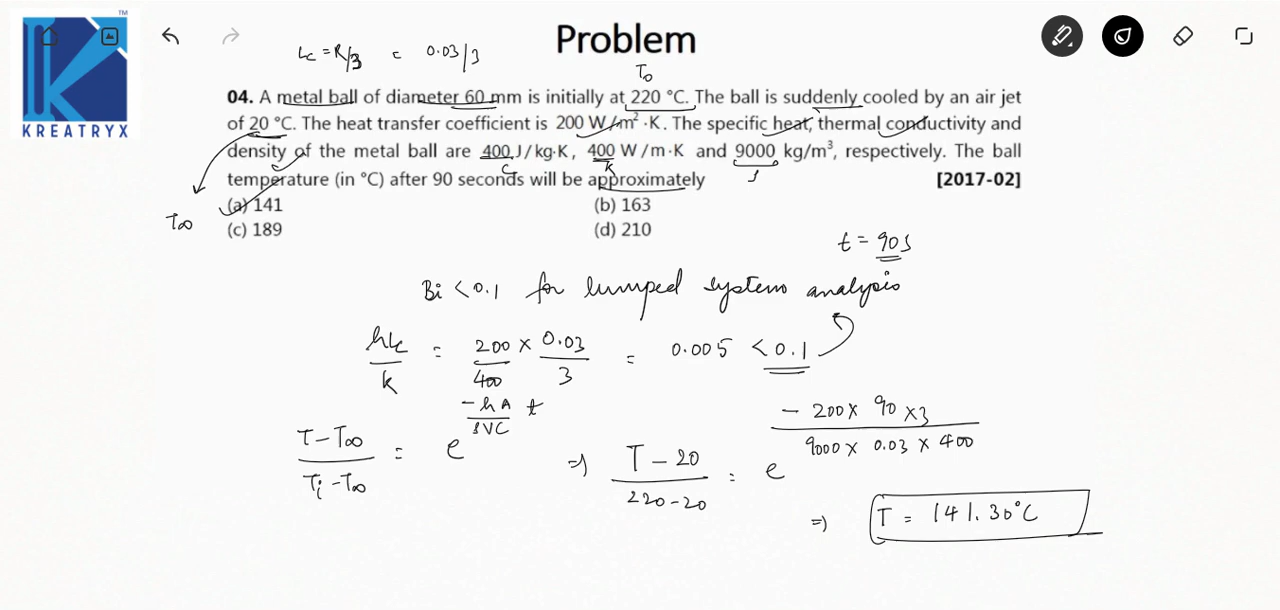 TM
KREATRYX
Problem
Lc = R/3 = 0.03/3
T₀
04. A metal ball of diameter 60 mm is initially at 220 °C. The ball is suddenly cooled by an air jet
of 20 °C. The heat transfer coefficient is 200 W/m² ·K. The specific heat, thermal conductivity and
density of the metal ball are 400 J/kg·K, 400 W/m·K and 9000 kg/m³, respectively. The ball
C k ρ
temperature (in °C) after 90 seconds will be approximately [2017-02]
T∞
(a) 141 (b) 163
(c) 189 (d) 210
t = 90s
Bi < 0.1 for lumped system analysis
hLc/k = 200/400 × 0.03/3 = 0.005 < 0.1
T-T∞/Ti-T∞ = e -hA/ρVC t ⇒ T-20/220-20 = e -200×90×3/9000×0.03×400
⇒ T = 141.30°C